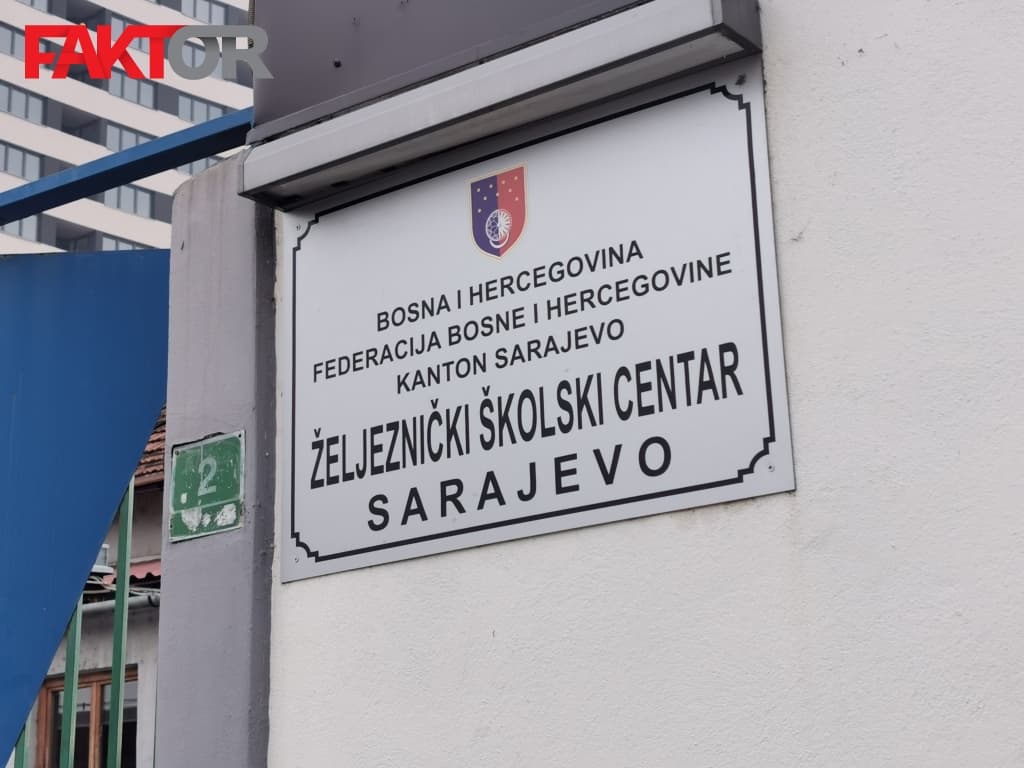 FAKTOR
BOSNA I HERCEGOVINA
FEDERACIJA BOSNE I HERCEGOVINE
KANTON SARAJEVO
ŽELJEZNIČKI ŠKOLSKI CENTAR
SARAJEVO
2